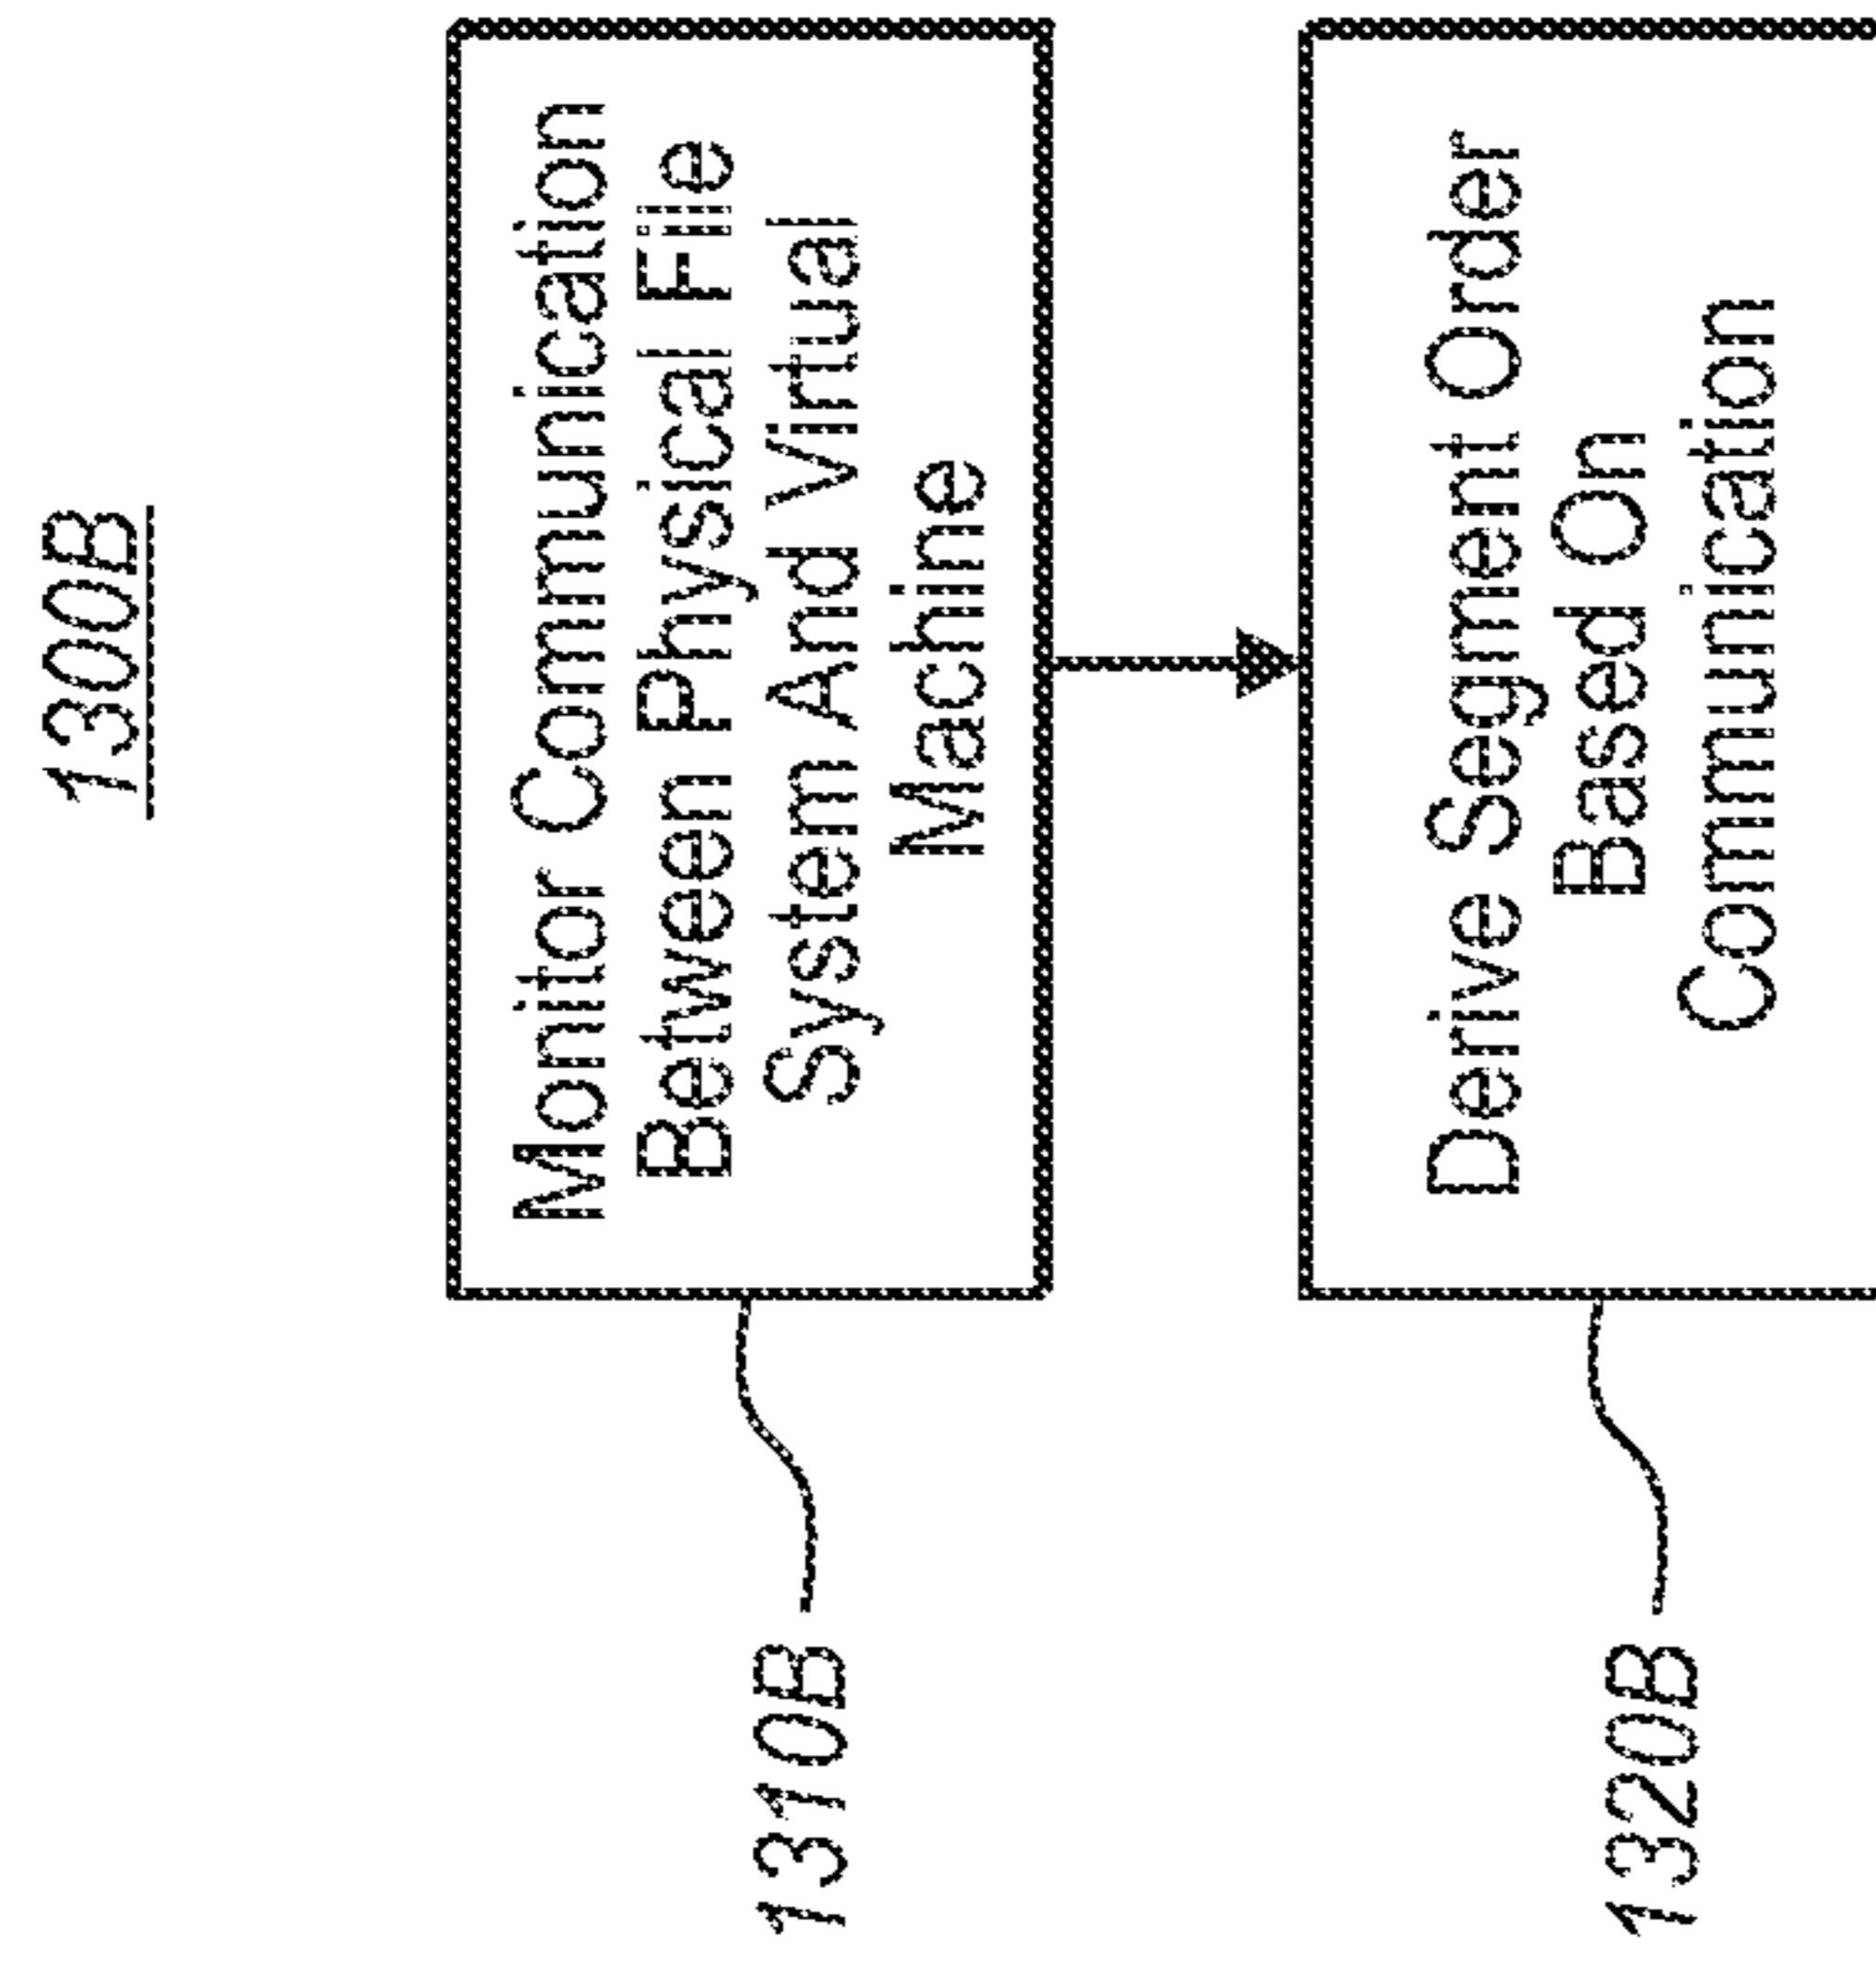 1300B
Monitor Communication
Between Physical File
System And Virtual
Machine
1310B
Derive Segment Order
Based On
Communication
1320B